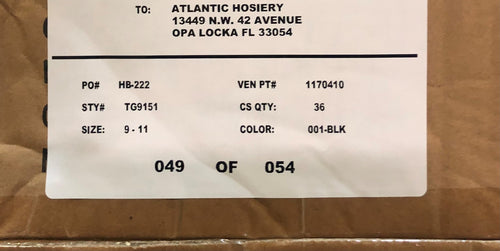 TO: ATLANTIC HOSIERY
13449 N.W. 42 AVENUE
OPA LOCKA FL 33054
PO# HB-222 VEN PT# 1170410
STY# TG9151 CS QTY: 36
SIZE: 9 - 11 COLOR: 001-BLK
049 OF 054